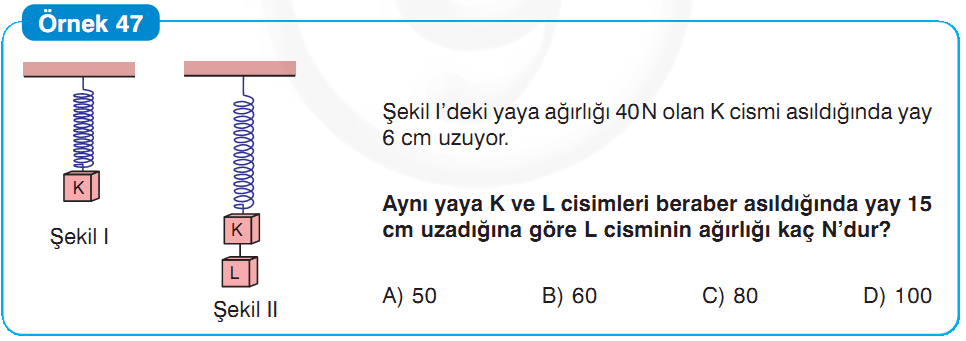 Örnek 47
Şekil I'deki yaya ağırlığı 40N olan K cismi asıldığında yay
6 cm uzuyor.
K
Şekil I
K
L
Şekil II
Aynı yaya K ve L cisimleri beraber asıldığında yay 15
cm uzadığına göre L cisminin ağırlığı kaç N'dur?
A) 50 B) 60 C) 80 D) 100